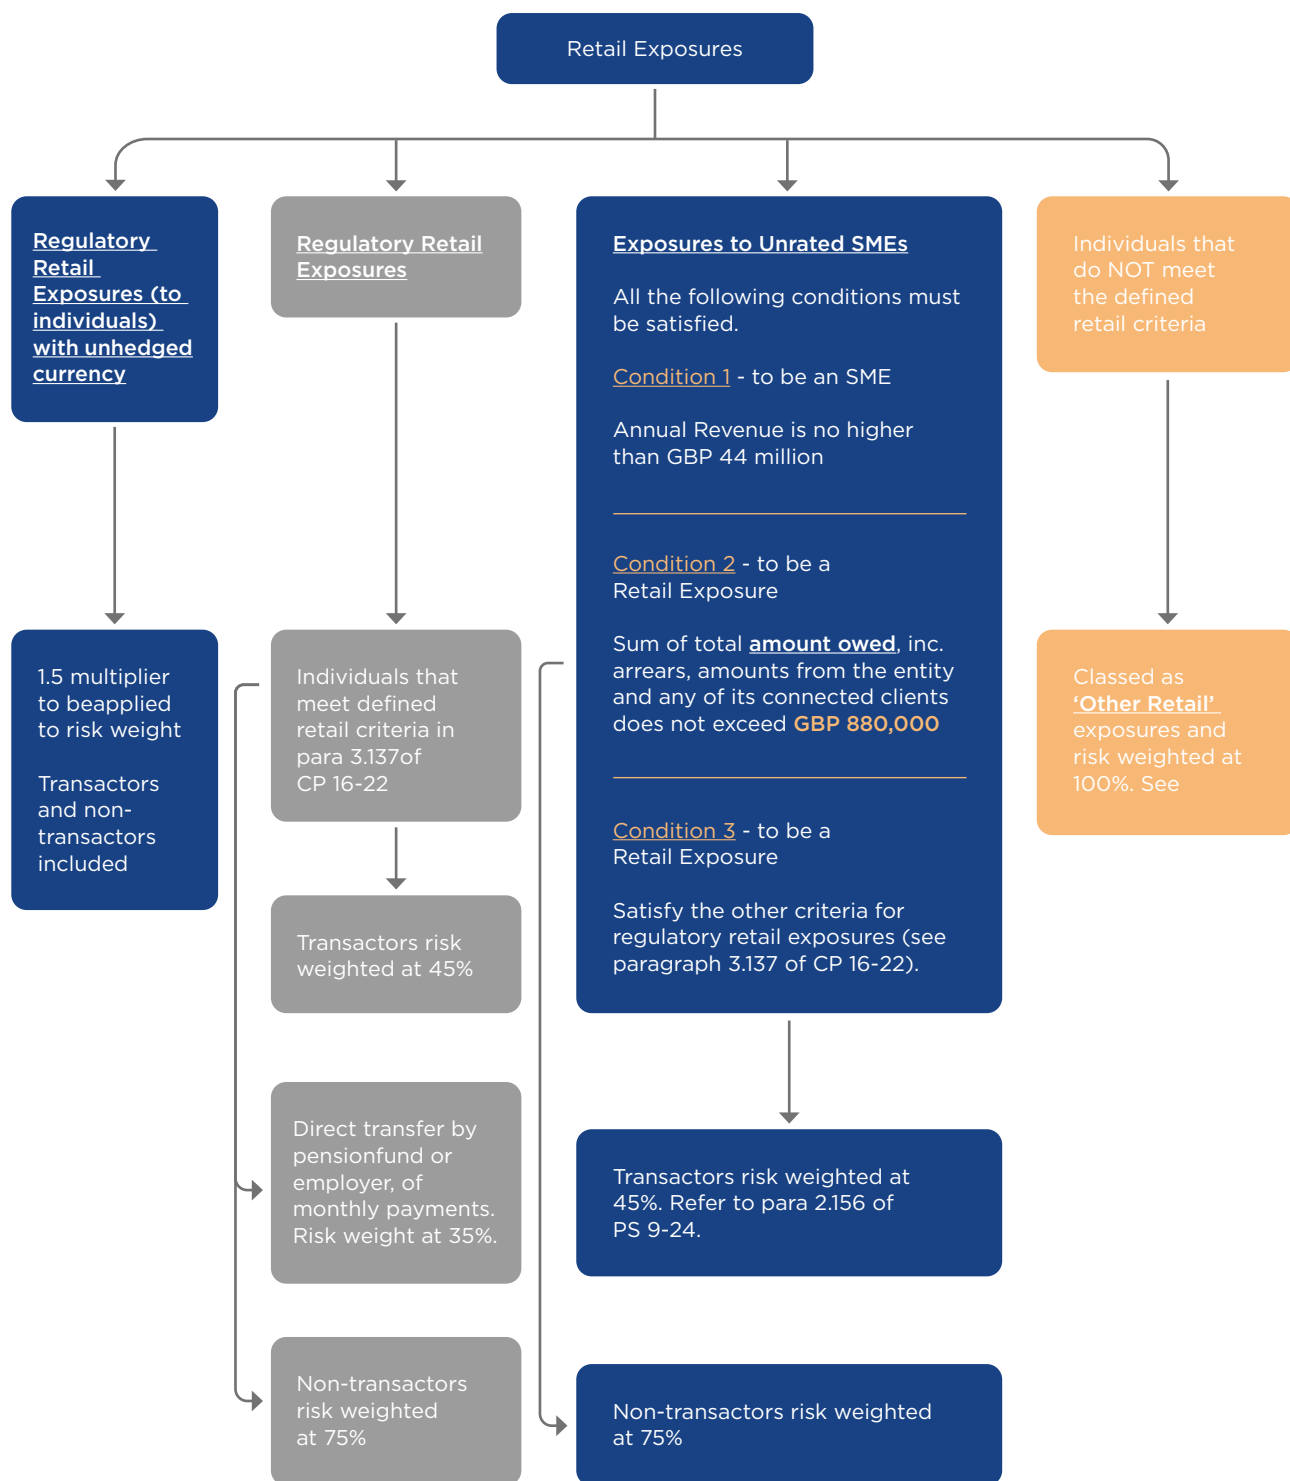 Retail Exposures
Regulatory
Retail
Exposures (to
individuals)
with unhedged
currency
Regulatory Retail
Exposures
Exposures to Unrated SMEs
All the following conditions must
be satisfied.
Condition 1 - to be an SME
Annual Revenue is no higher
than GBP 44 million
Condition 2 - to be a
Retail Exposure
Sum of total amount owed, inc.
arrears, amounts from the entity
and any of its connected clients
does not exceed GBP 880,000
Condition 3 - to be a
Retail Exposure
Satisfy the other criteria for
regulatory retail exposures (see
paragraph 3.137 of CP 16-22).
Individuals that
do NOT meet
the defined
retail criteria
1.5 multiplier
to beapplied
to risk weight
Transactors
and non-
transactors
included
Individuals that
meet defined
retail criteria in
para 3.137of
CP 16-22
Classed as
‘Other Retail’
exposures and
risk weighted at
100%. See
Transactors risk
weighted at 45%
Direct transfer by
pensionfund or
employer, of
monthly payments.
Risk weight at 35%.
Transactors risk weighted at
45%. Refer to para 2.156 of
PS 9-24.
Non-transactors
risk weighted
at 75%
Non-transactors risk weighted
at 75%